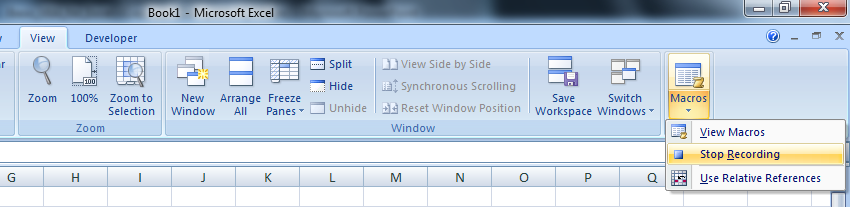 Book1 - Microsoft Excel
View Developer
Zoom
100%
Zoom to
Selection
New
Window
Arrange
All
Freeze
Panes
Split
Hide
Unhide
View Side by Side
Synchronous Scrolling
Reset Window Position
Save
Workspace
Switch
Windows
Macros
Zoom
Window
View Macros
Stop Recording
Use Relative References
G H I J K L M N O P Q